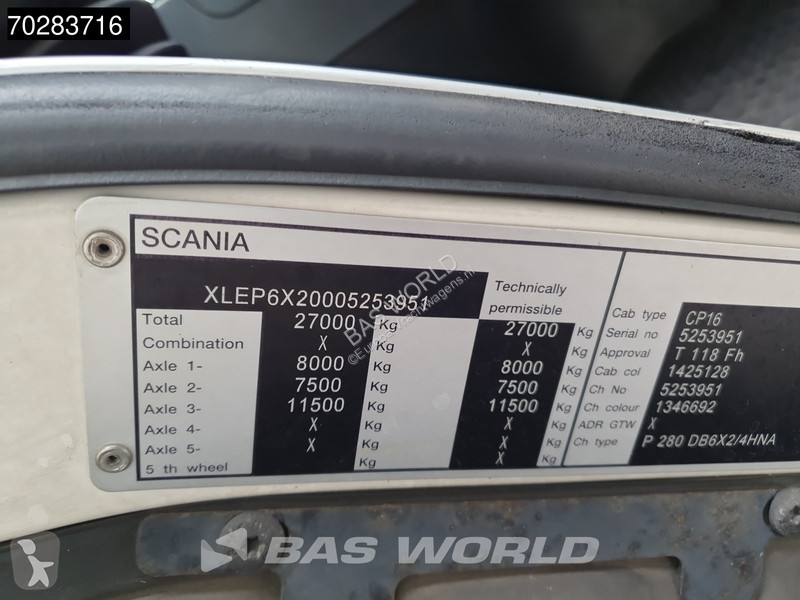 70283716
SCANIA
XLEP6X20005253951
Technically
permissible
Total 27000 Kg 27000 Kg
Combination X Kg X Kg
Axle 1- 8000 Kg 8000 Kg
Axle 2- 7500 Kg 7500 Kg
Axle 3- 11500 Kg 11500 Kg
Axle 4- X Kg X Kg
Axle 5- X Kg X Kg
5 th wheel X Kg X Kg
Cab type CP16
Serial no 5253951
Approval T 118 Fh
Cab col 1425128
Ch No 5253951
Ch colour 1346692
ADR GTW X
Ch type P 280 DB6X2/4HNA
BAS WORLD
BAS WORLD